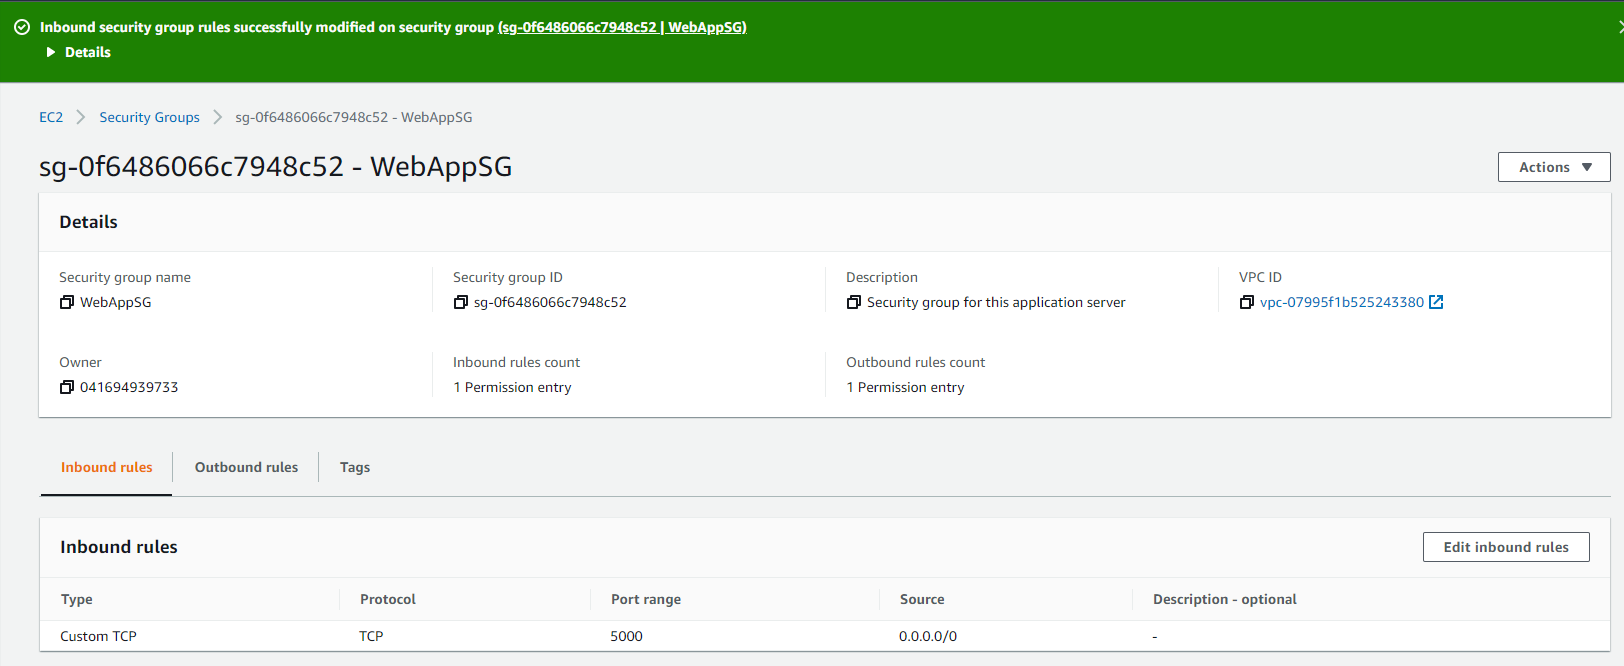 Inbound security group rules successfully modified on security group (sg-0f6486066c7948c52 | WebAppSG)
Details
EC2 Security Groups sg-0f6486066c7948c52 - WebAppSG
sg-0f6486066c7948c52 - WebAppSG
Actions
Details
Security group name Security group ID Description VPC ID
WebAppSG sg-0f6486066c7948c52 Security group for this application server vpc-07995f1b525243380
Owner Inbound rules count Outbound rules count
041694939733 1 Permission entry 1 Permission entry
Inbound rules Outbound rules Tags
Inbound rules Edit inbound rules
Type Protocol Port range Source Description - optional
Custom TCP TCP 5000 0.0.0.0/0 -